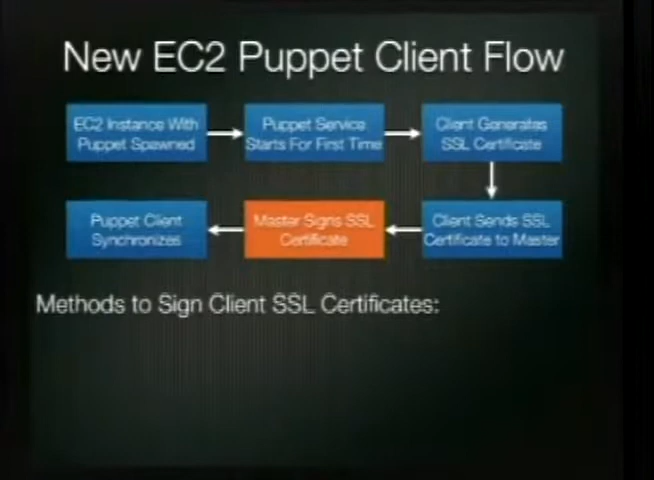 New EC2 Puppet Client Flow
EC2 Instance With
Puppet Spawned
Puppet Service
Starts For First Time
Client Generates
SSL Certificate
Client Sends SSL
Certificate to Master
Master Signs SSL
Certificate
Puppet Client
Synchronizes
Methods to Sign Client SSL Certificates: